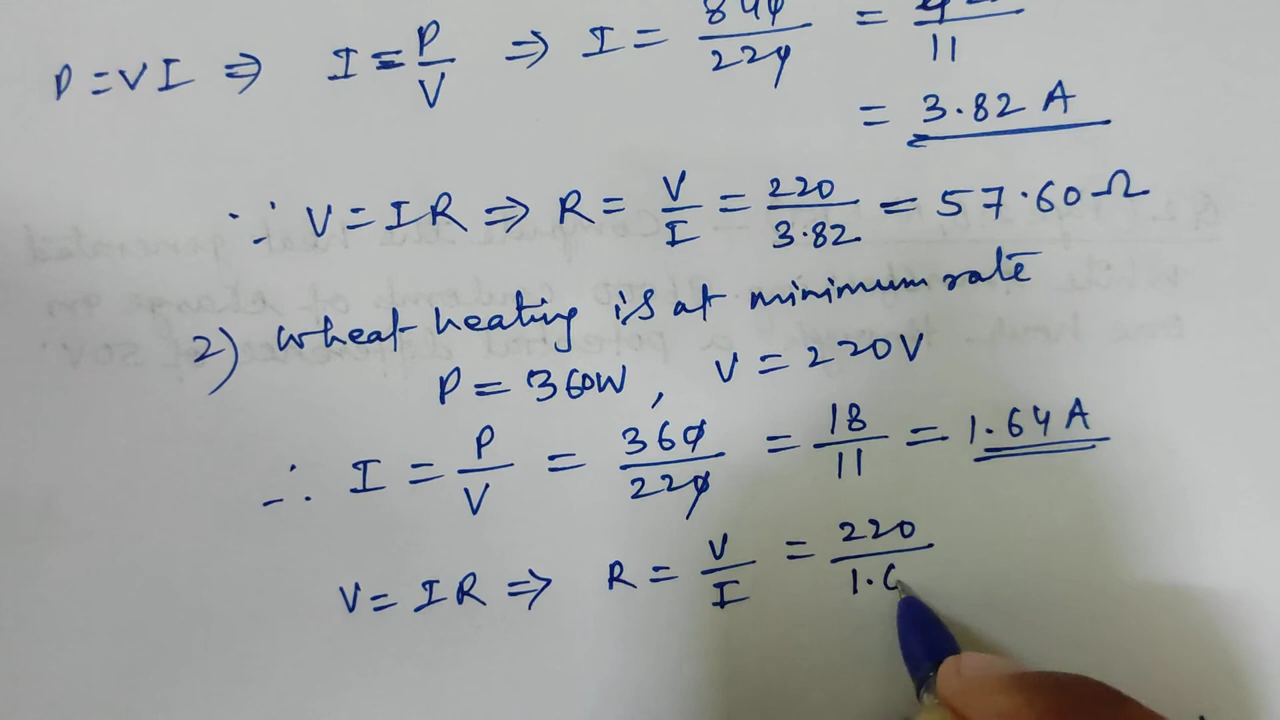 P = VI ⇒ I = P/V ⇒ I = 840/220 = /11
= 3.82 A
∵ V = IR ⇒ R = V/I = 220/3.82 = 57.60 Ω
2) wheat heating is at minimum rate
P = 360W, V = 220V
∴ I = P/V = 360/220 = 18/11 = 1.64 A
V = IR ⇒ R = V/I = 220/1.6